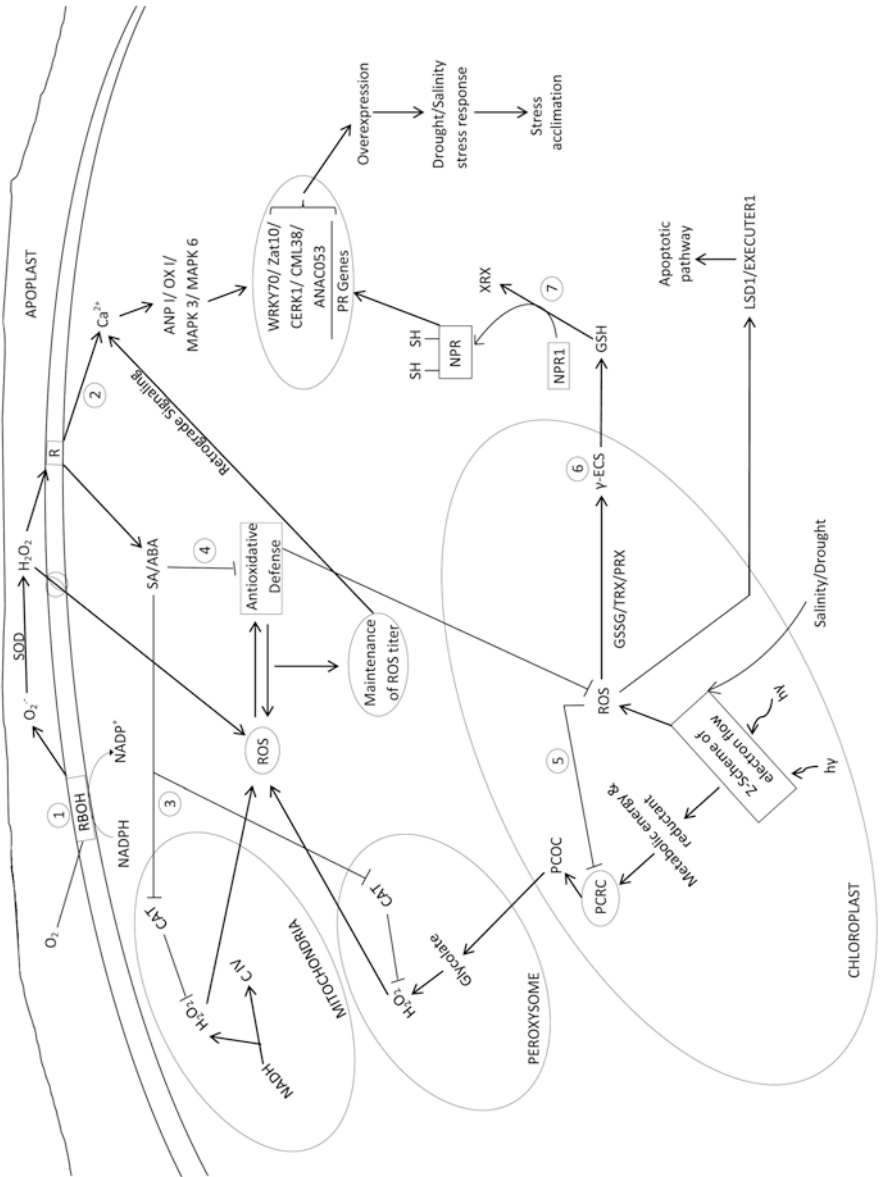 APOPLAST
O₂
1
RBOH
NADPH
NADP⁺
O₂·⁻
SOD
H₂O₂
R
2
Ca²⁺
ANP I/ OX I/
MAPK 3/ MAPK 6
WRKY70/ Zat10/
CERK1/ CML38/
ANAC053
PR Genes
Overexpression
Drought/Salinity
stress response
Stress
acclimation
SA/ABA
3
4
Antioxidative
Defense
Retrograde Signaling
Maintenance
of ROS titer
ROS
CAT
H₂O₂
C IV
NADH
MITOCHONDRIA
CAT
H₂O₂
Glycolate
PEROXYSOME
PCOC
PCRC
5
Metabolic energy &
reductant
Z-Scheme of
electron flow
hγ
hγ
Salinity/Drought
ROS
GSSG/TRX/PRX
6
γ-ECS
GSH
7
XRX
NPR1
NPR
SH
SH
LSD1/EXECUTER1
Apoptotic
pathway
CHLOROPLAST